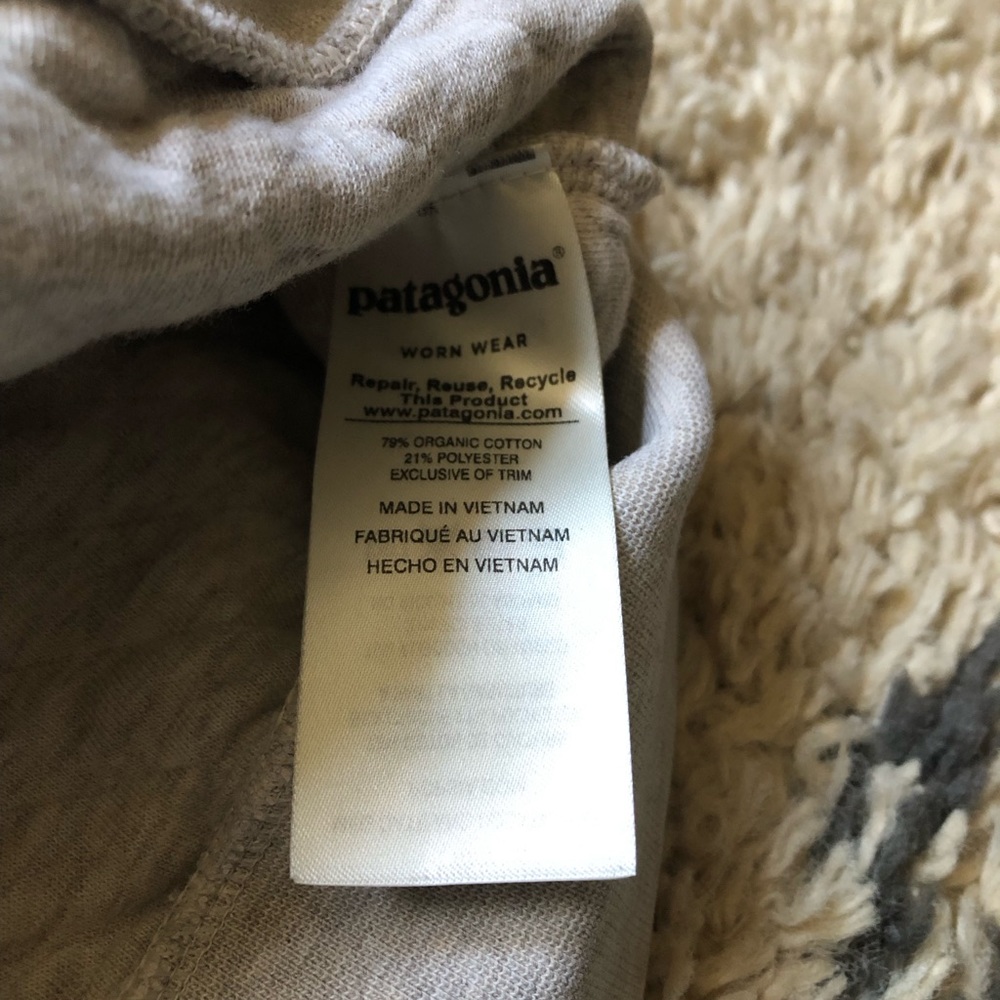 patagonia®
WORN WEAR
Repair, Reuse, Recycle
This Product
www.patagonia.com
79% ORGANIC COTTON
21% POLYESTER
EXCLUSIVE OF TRIM
MADE IN VIETNAM
FABRIQUÉ AU VIETNAM
HECHO EN VIETNAM